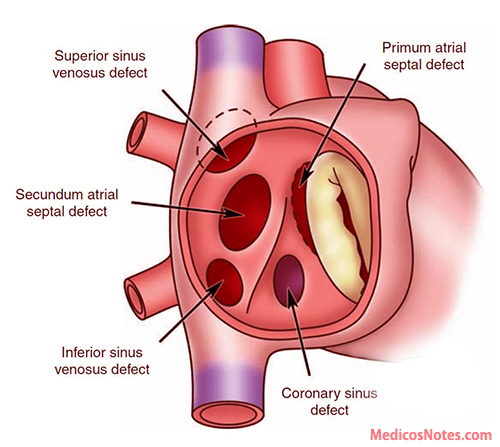 Superior sinus
venosus defect
Primum atrial
septal defect
Secundum atrial
septal defect
Inferior sinus
venosus defect
Coronary sinus
defect
MedicosNotes.com